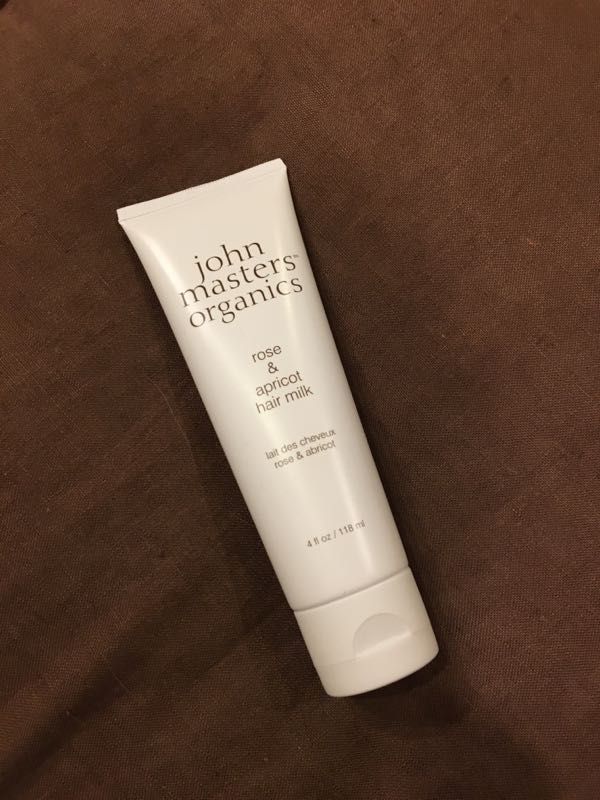 john
masters™
organics
rose
&
apricot
hair milk
lait des cheveux
rose & abricot
4 fl oz / 118 ml